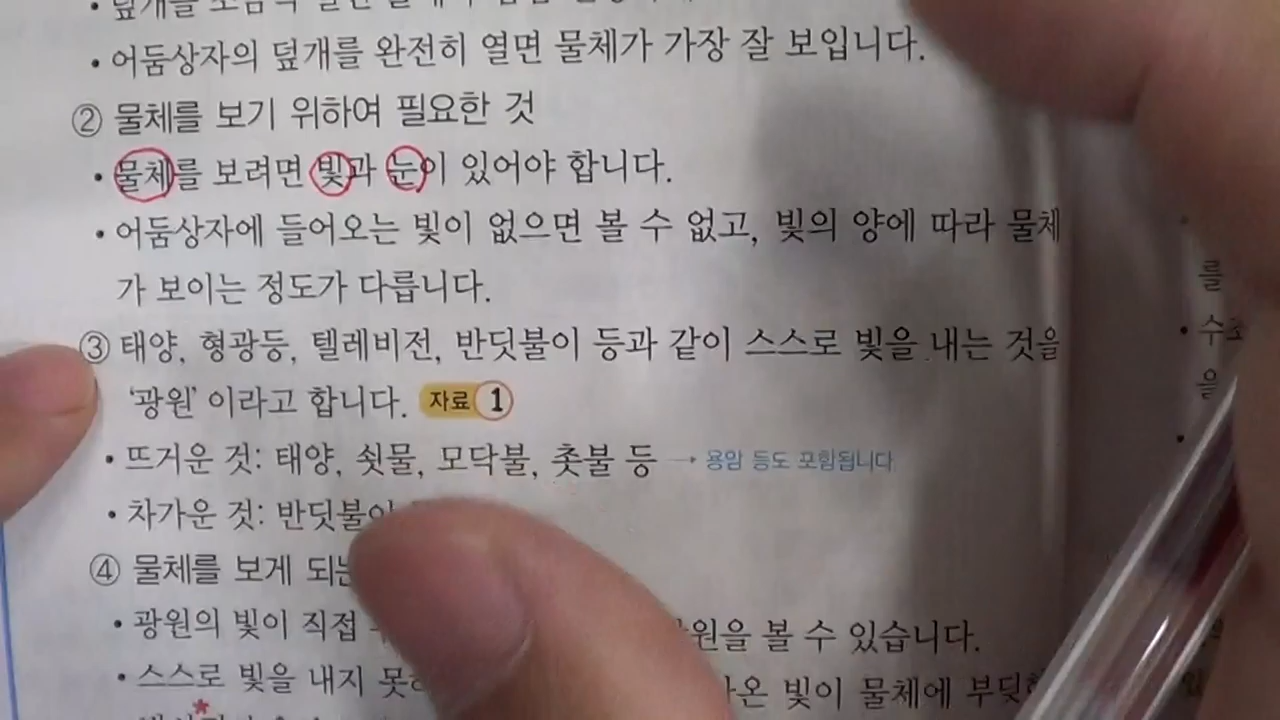 • 어둠상자의 덮개를 완전히 열면 물체가 가장 잘 보입니다.
② 물체를 보기 위하여 필요한 것
• 물체를 보려면 빛과 눈이 있어야 합니다.
• 어둠상자에 들어오는 빛이 없으면 볼 수 없고, 빛의 양에 따라 물체
가 보이는 정도가 다릅니다.
③ 태양, 형광등, 텔레비전, 반딧불이 등과 같이 스스로 빛을 내는 것을
‘광원’ 이라고 합니다. 자료 1
• 뜨거운 것: 태양, 쇳물, 모닥불, 촛불 등 → 용암 등도 포함됩니다
• 차가운 것: 반딧불이
④ 물체를 보게 되는
• 광원의 빛이 직접 볼 수 있습니다.
• 스스로 빛을 내지 빛이 물체에
를
을